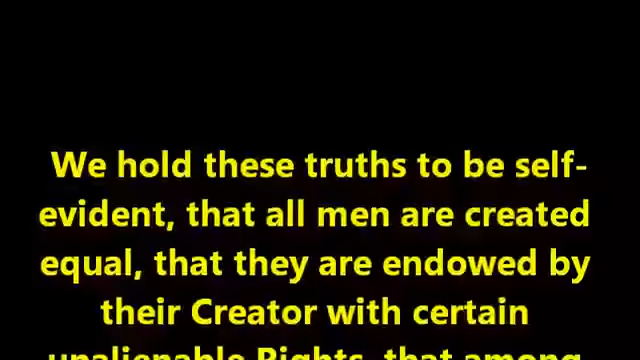 We hold these truths to be self-
evident, that all men are created
equal, that they are endowed by
their Creator with certain
unalienable Rights, that among